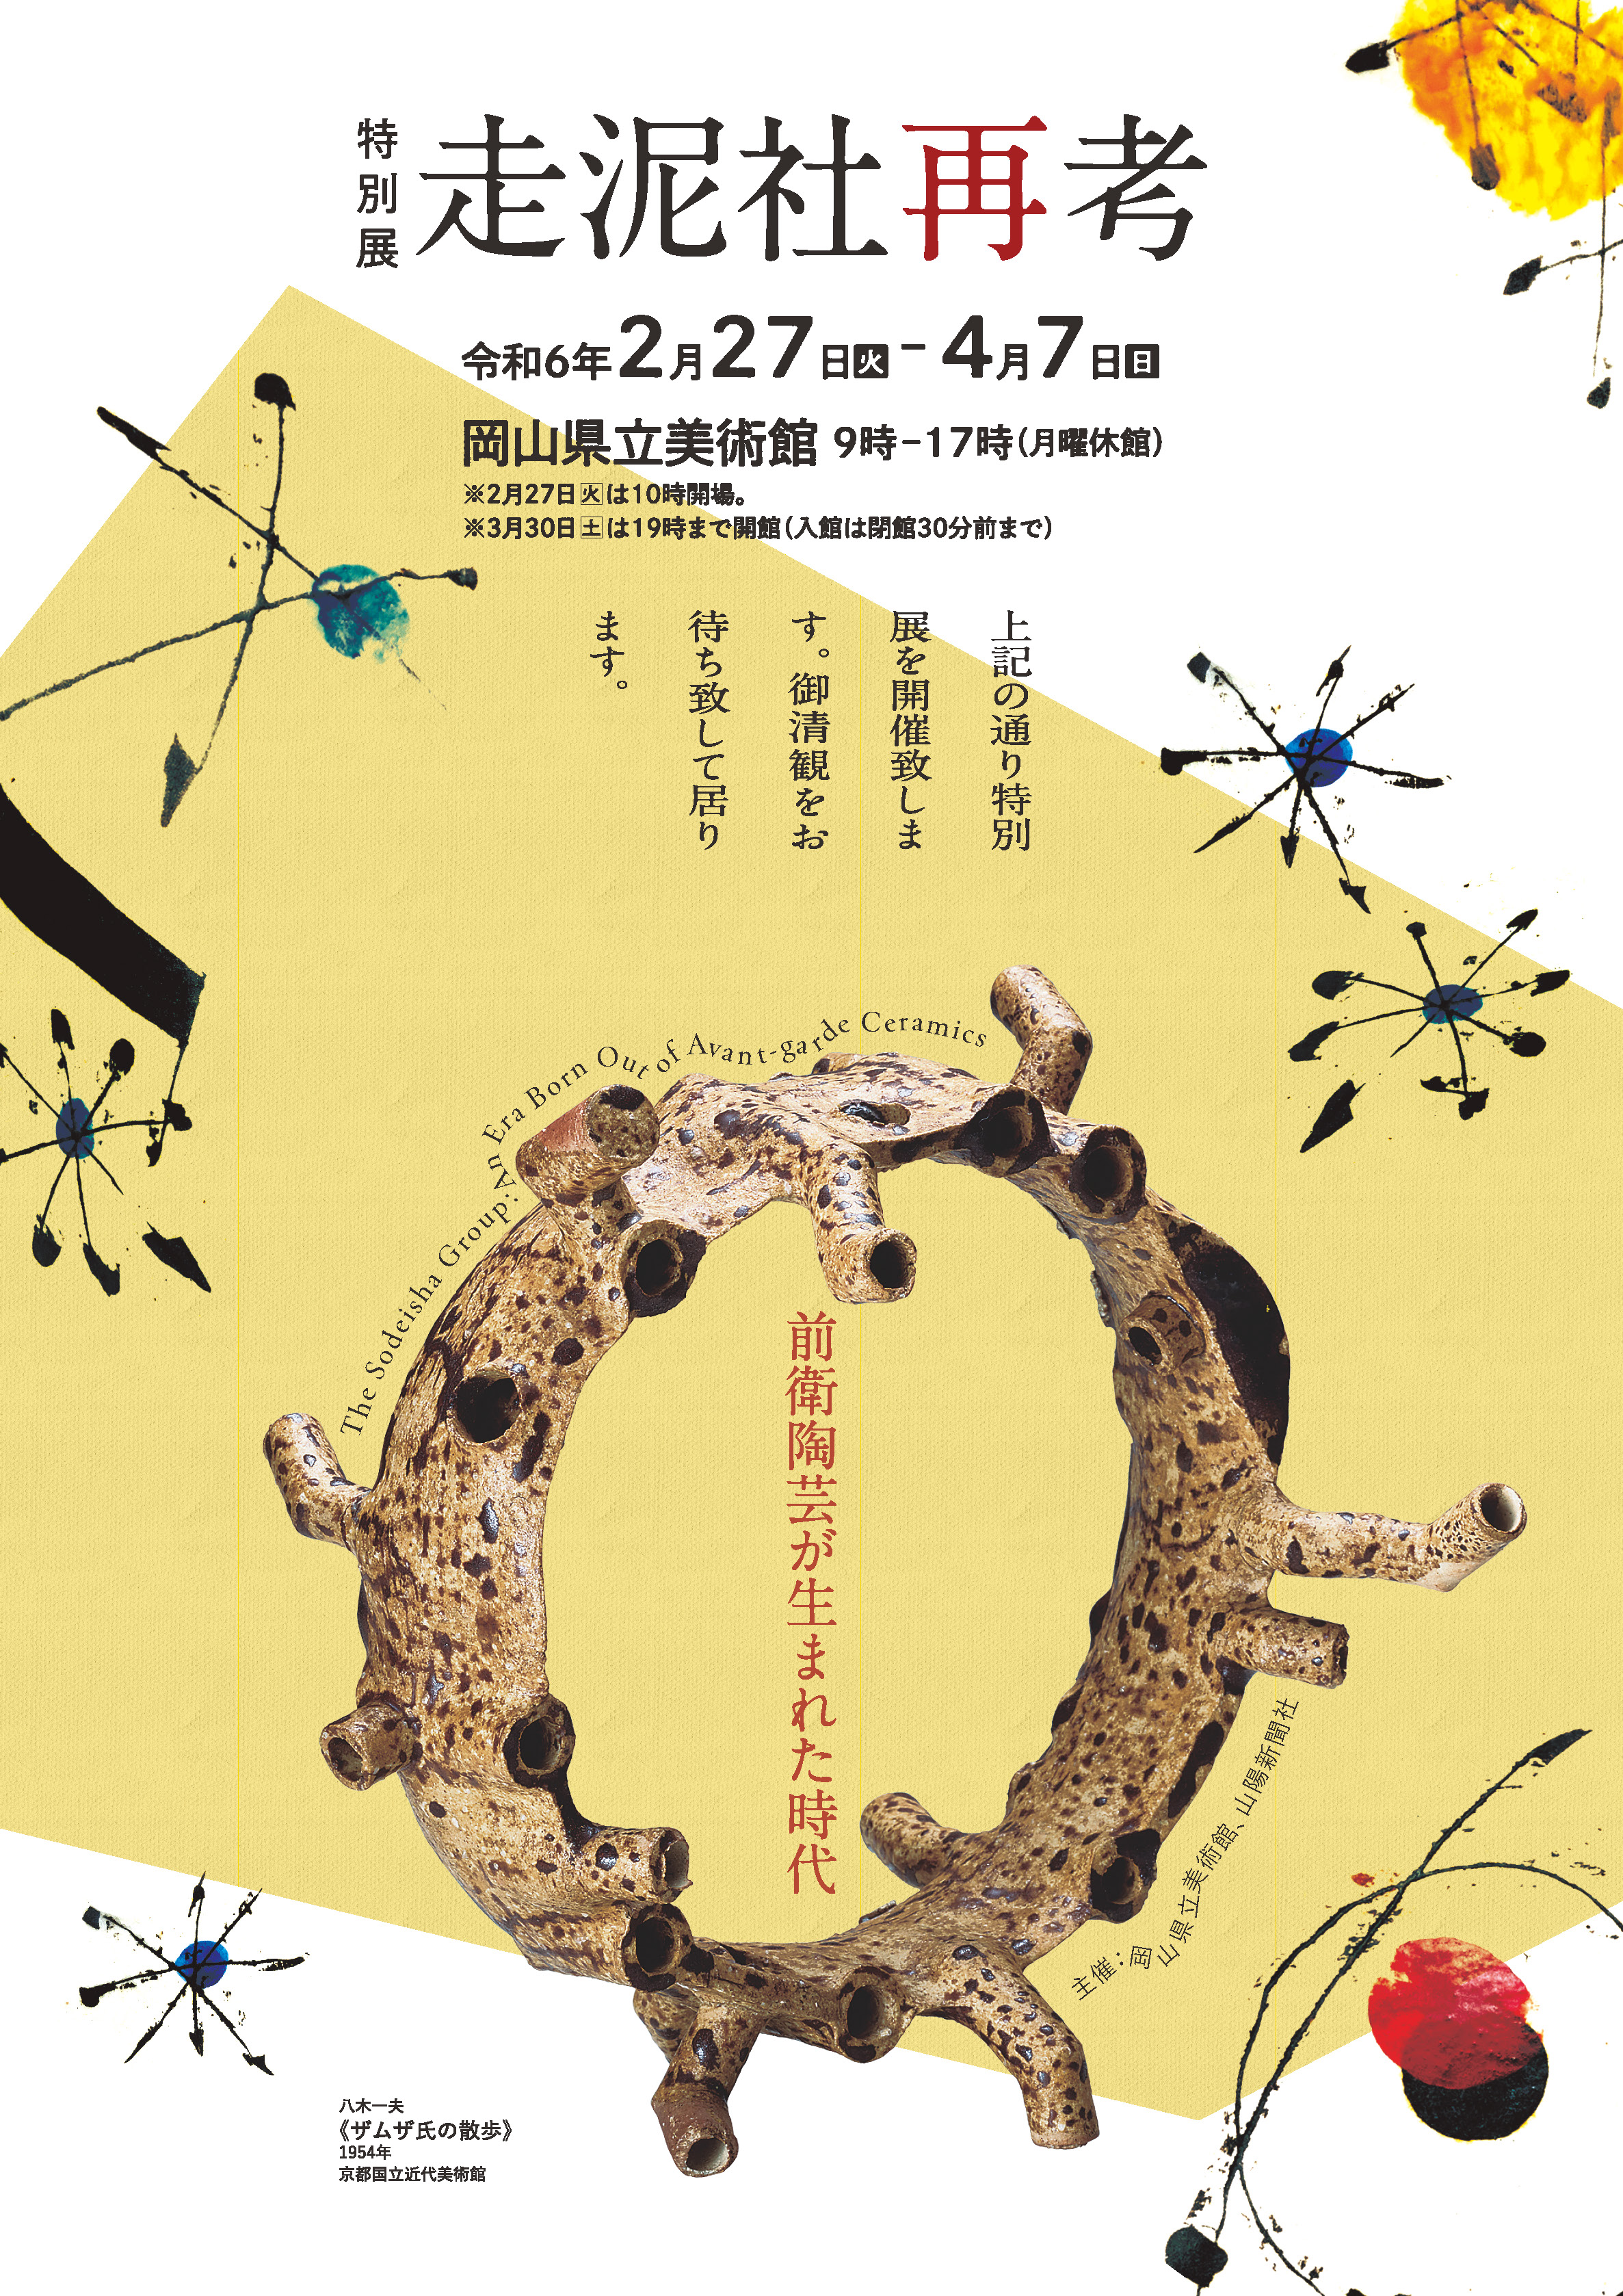 特別展
走泥社再考
令和6年2月27日火－4月7日日
岡山県立美術館 9時－17時(月曜休館)
※2月27日火は10時開場。
※3月30日土は19時まで開館(入館は閉館30分前まで)
上記の通り特別
展を開催致しま
す。御清観をお
待ち致して居り
ます。
The Sodeisha Group: An Era Born Out of Avant-garde Ceramics
前衛陶芸が生まれた時代
主催：岡山県立美術館、山陽新聞社
八木一夫
《ザムザ氏の散歩》
1954年
京都国立近代美術館